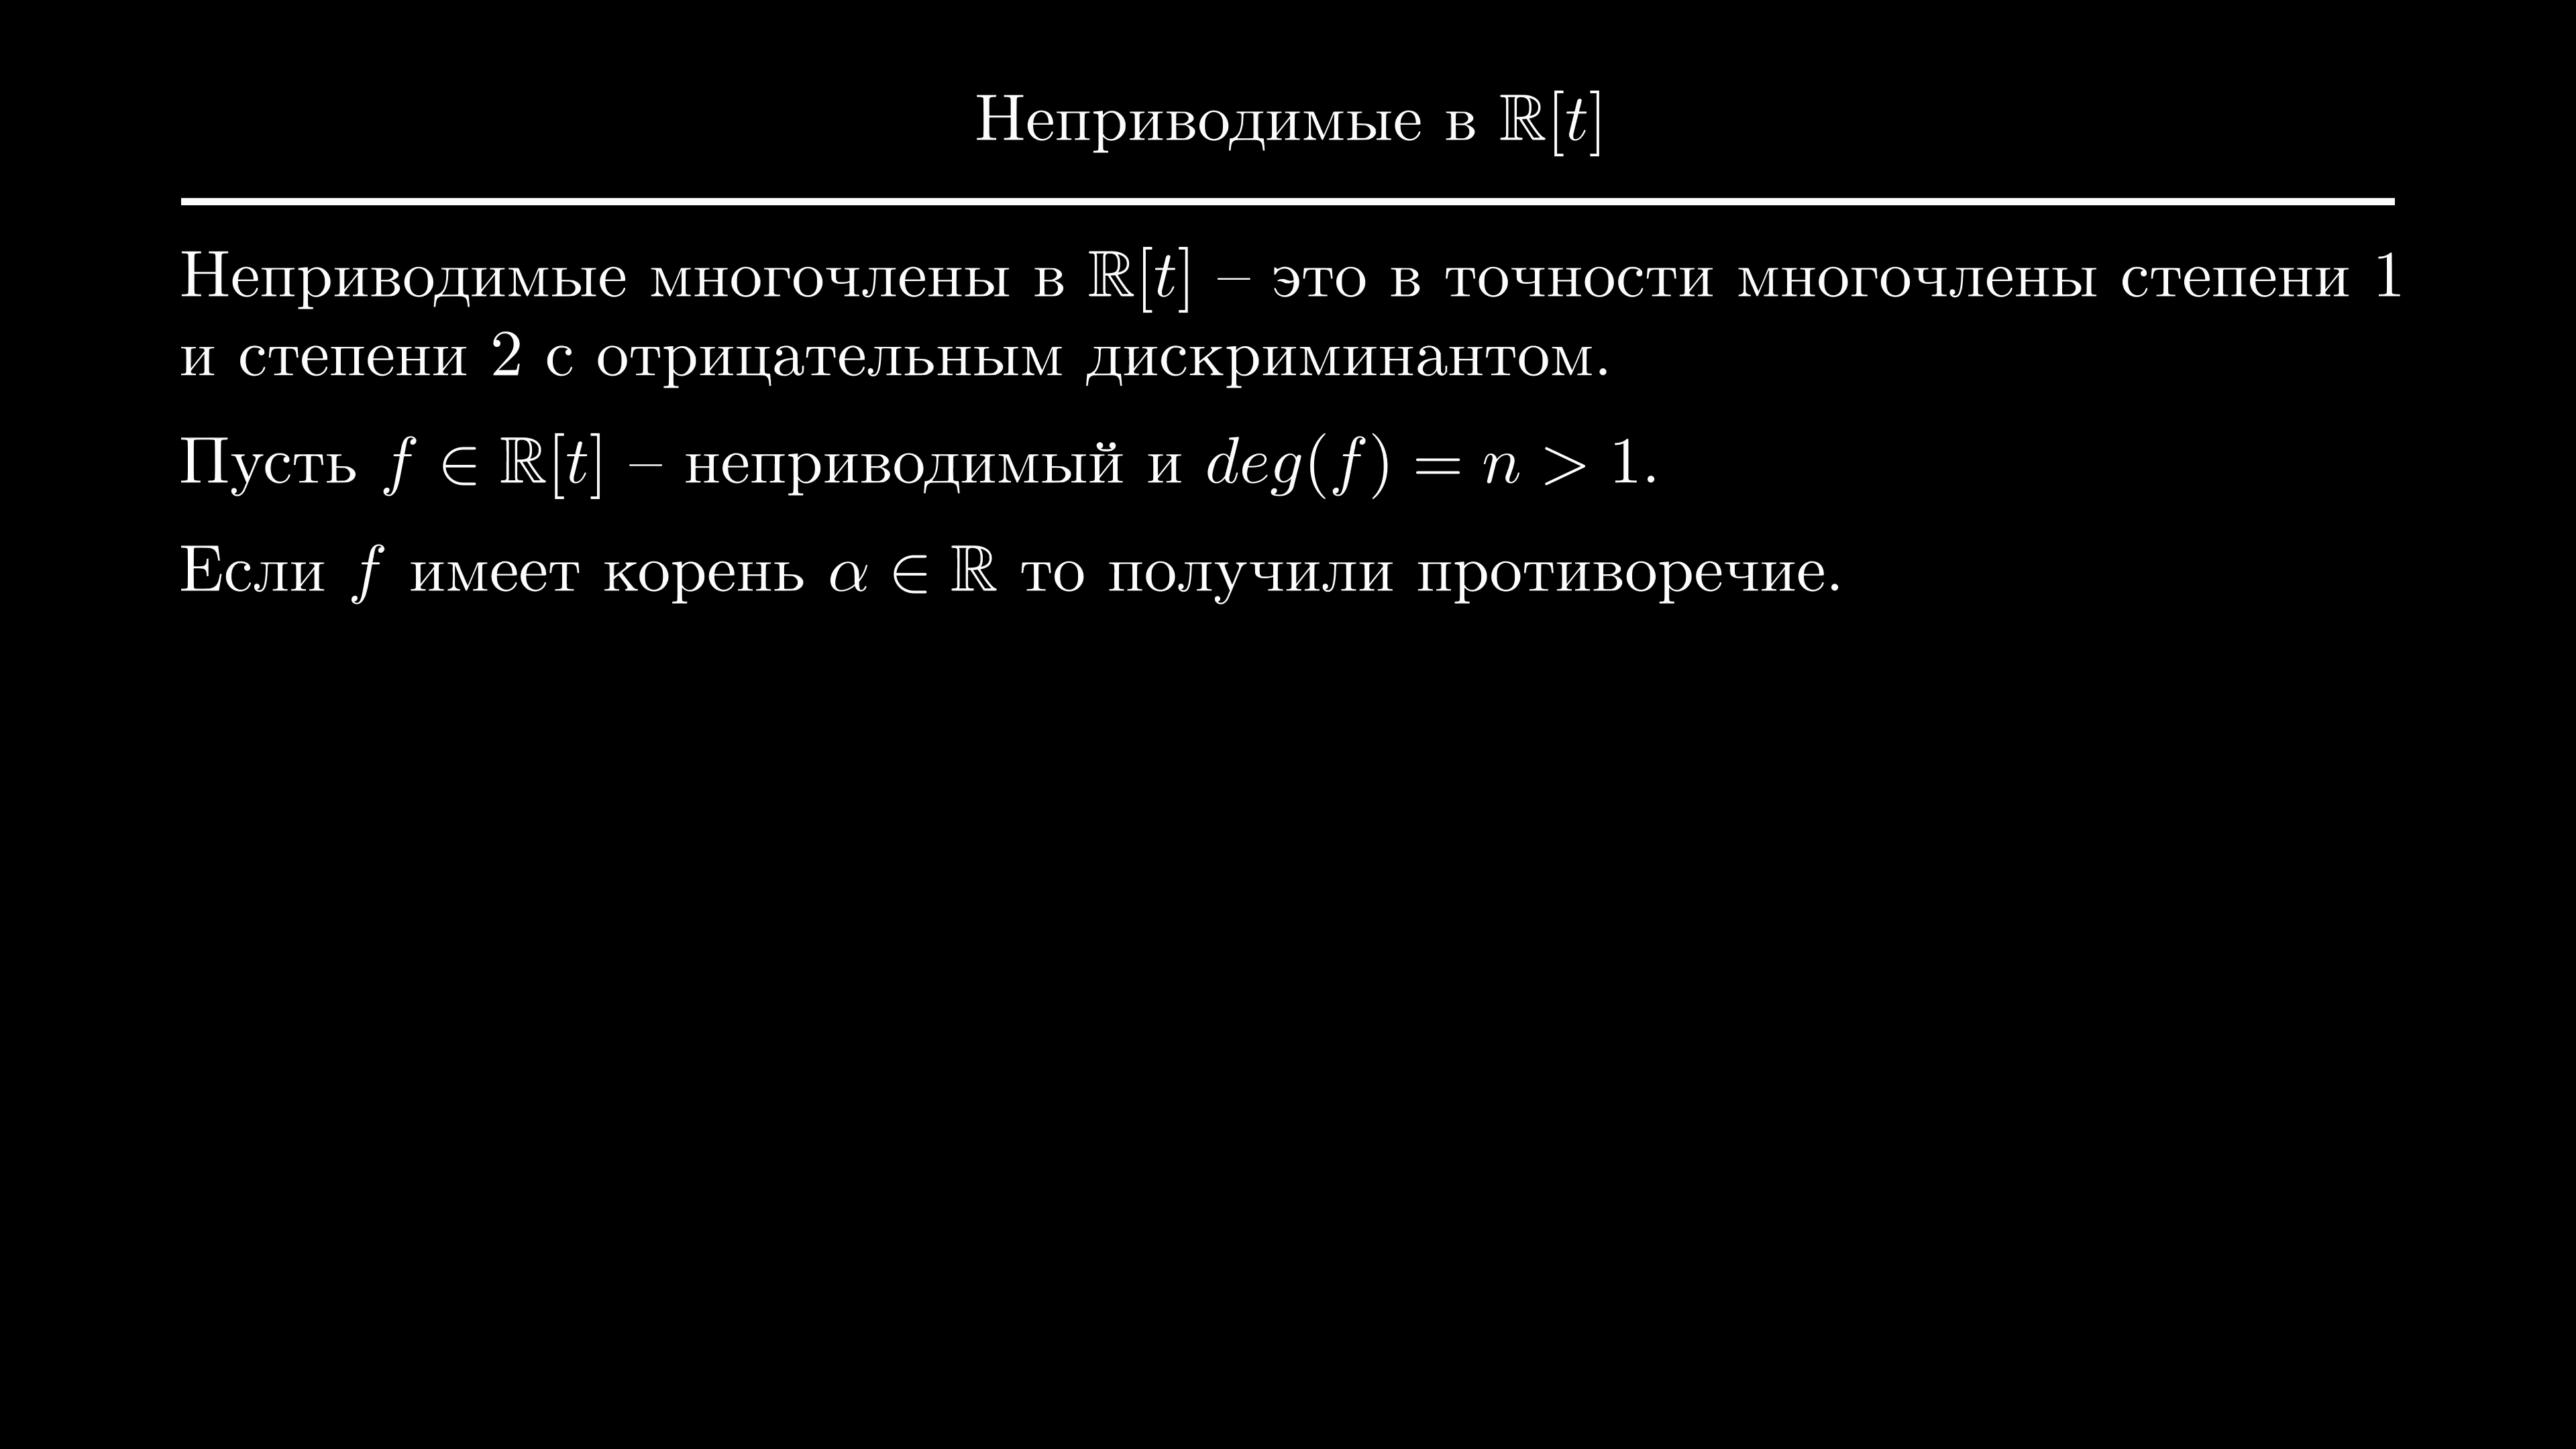 Неприводимые в ℝ[t]
Неприводимые многочлены в ℝ[t] – это в точности многочлены степени 1
и степени 2 с отрицательным дискриминантом.
Пусть f ∈ ℝ[t] – неприводимый и deg(f) = n > 1.
Если f имеет корень α ∈ ℝ то получили противоречие.